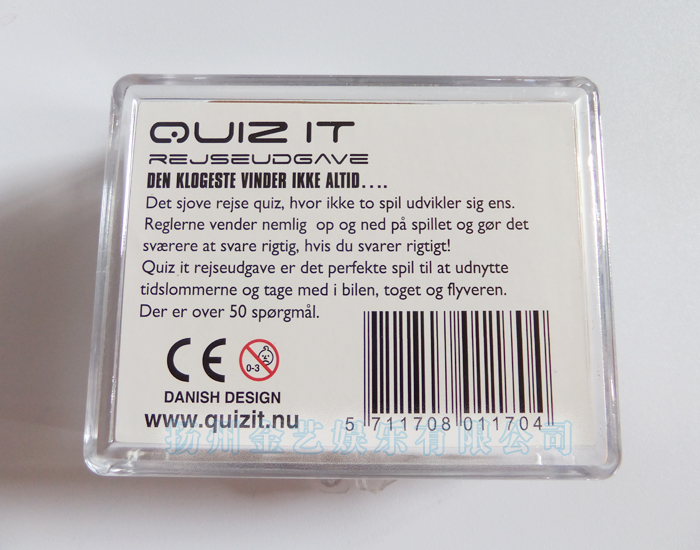 QUIZ IT
REJSEUDGAVE
DEN KLOGESTE VINDER IKKE ALTID....
Det sjove rejse quiz, hvor ikke to spil udvikler sig ens.
Reglerne vender nemlig op og ned på spillet og gør det
sværere at svare rigtig, hvis du svarer rigtigt!
Quiz it rejseudgave er det perfekte spil til at udnytte
tidslommerne og tage med i bilen, toget og flyveren.
Der er over 50 spørgmål.
CE
0-3
DANISH DESIGN
www.quizit.nu
5 711708 011704
扬州金艺娱乐有限公司